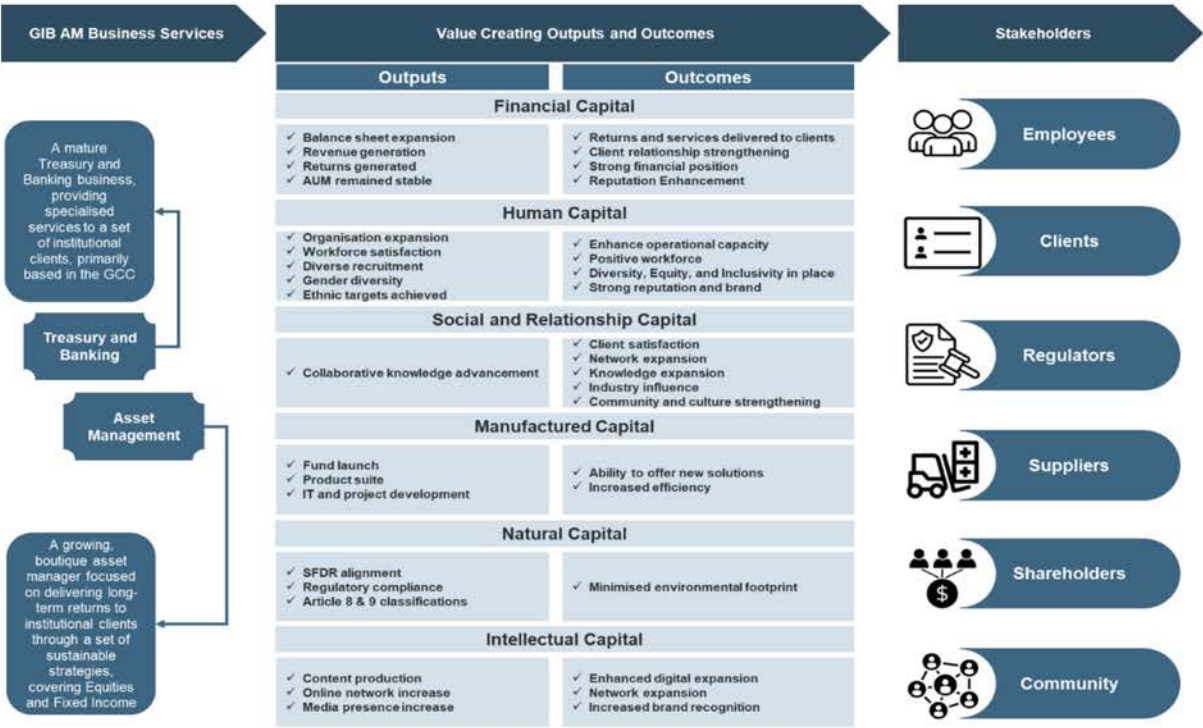 GIB AM Business Services
Value Creating Outputs and Outcomes
Stakeholders
A mature
Treasury and
Banking business,
providing
specialised
services to a set
of institutional
clients, primarily
based in the GCC
Treasury and
Banking
Asset
Management
A growing,
boutique asset
manager focused
on delivering long-
term returns to
institutional clients
through a set of
sustainable
strategies,
covering Equities
and Fixed Income
Outputs
Outcomes
Financial Capital
✓ Balance sheet expansion
✓ Revenue generation
✓ Returns generated
✓ AUM remained stable
✓ Returns and services delivered to clients
✓ Client relationship strengthening
✓ Strong financial position
✓ Reputation Enhancement
Human Capital
✓ Organisation expansion
✓ Workforce satisfaction
✓ Diverse recruitment
✓ Gender diversity
✓ Ethnic targets achieved
✓ Enhance operational capacity
✓ Positive workforce
✓ Diversity, Equity, and Inclusivity in place
✓ Strong reputation and brand
Social and Relationship Capital
✓ Collaborative knowledge advancement
✓ Client satisfaction
✓ Network expansion
✓ Knowledge expansion
✓ Industry influence
✓ Community and culture strengthening
Manufactured Capital
✓ Fund launch
✓ Product suite
✓ IT and project development
✓ Ability to offer new solutions
✓ Increased efficiency
Natural Capital
✓ SFDR alignment
✓ Regulatory compliance
✓ Article 8 & 9 classifications
✓ Minimised environmental footprint
Intellectual Capital
✓ Content production
✓ Online network increase
✓ Media presence increase
✓ Enhanced digital expansion
✓ Network expansion
✓ Increased brand recognition
Employees
Clients
Regulators
Suppliers
$
Shareholders
Community